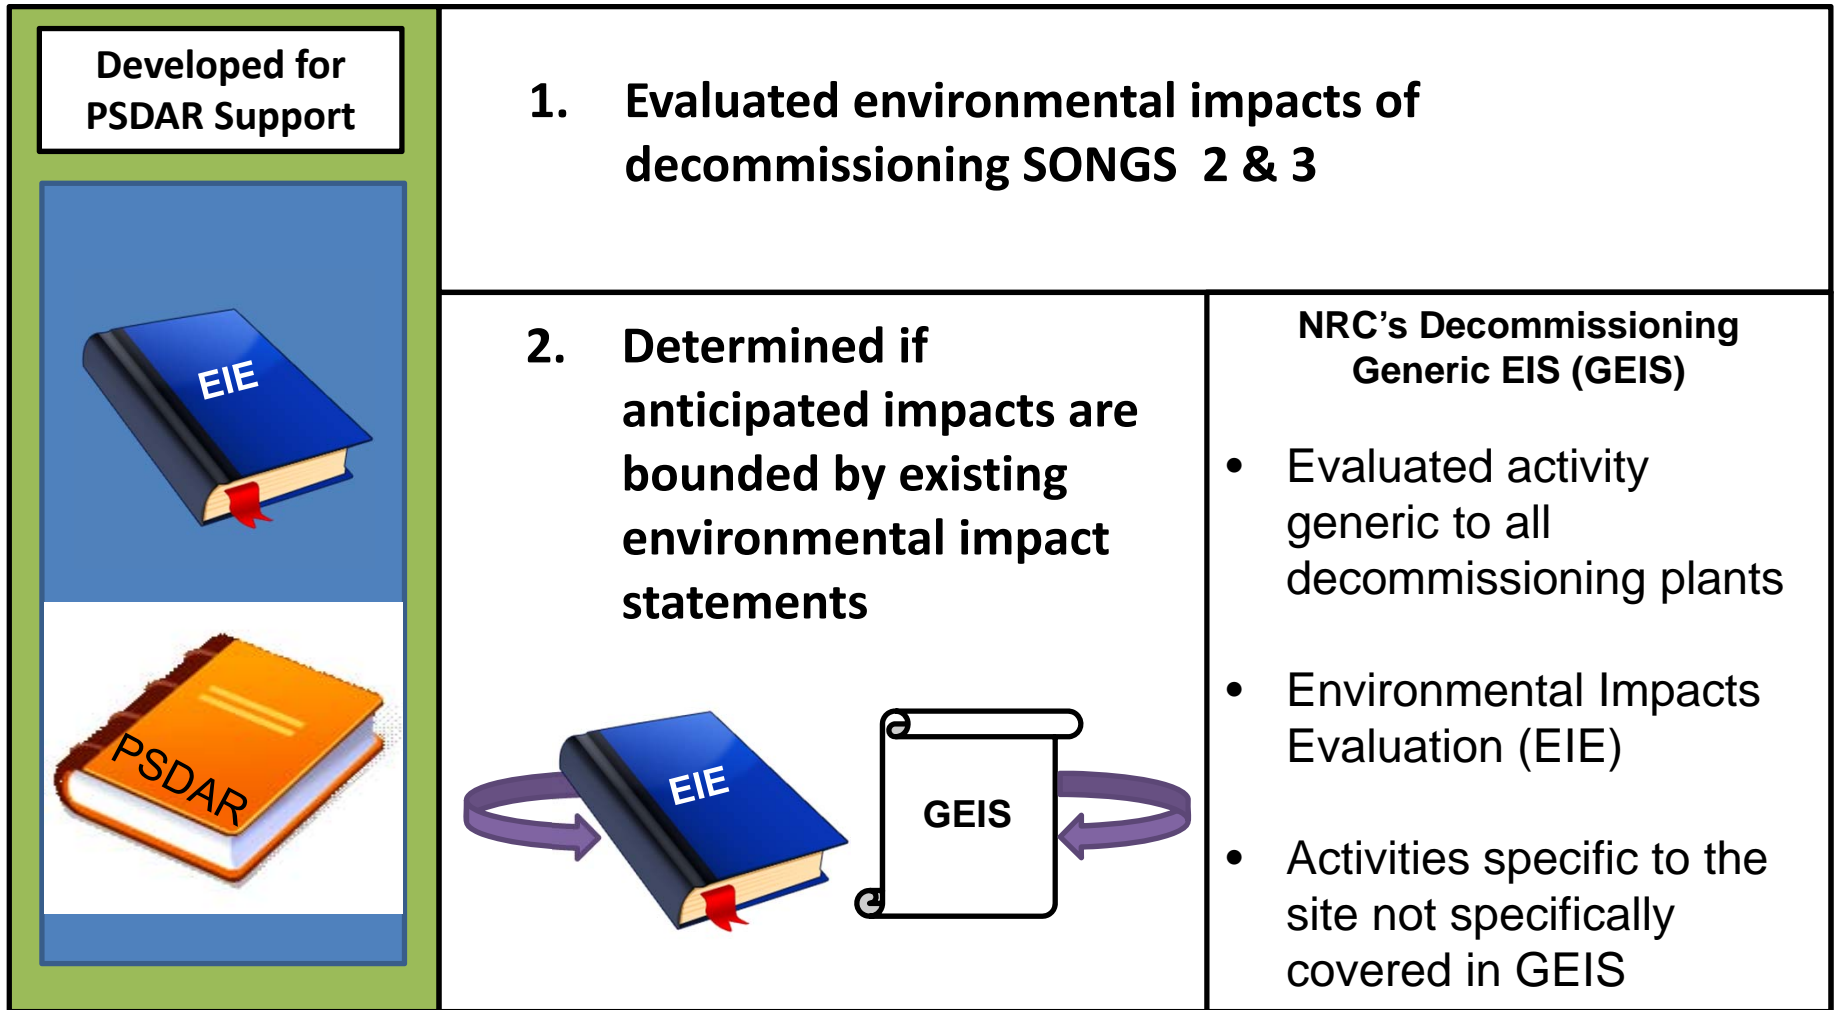 Developed for
PSDAR Support
EIE
PSDAR
1. Evaluated environmental impacts of
decommissioning SONGS 2 & 3
2. Determined if
anticipated impacts are
bounded by existing
environmental impact
statements
EIE
GEIS
NRC’s Decommissioning
Generic EIS (GEIS)
• Evaluated activity
generic to all
decommissioning plants
• Environmental Impacts
Evaluation (EIE)
• Activities specific to the
site not specifically
covered in GEIS